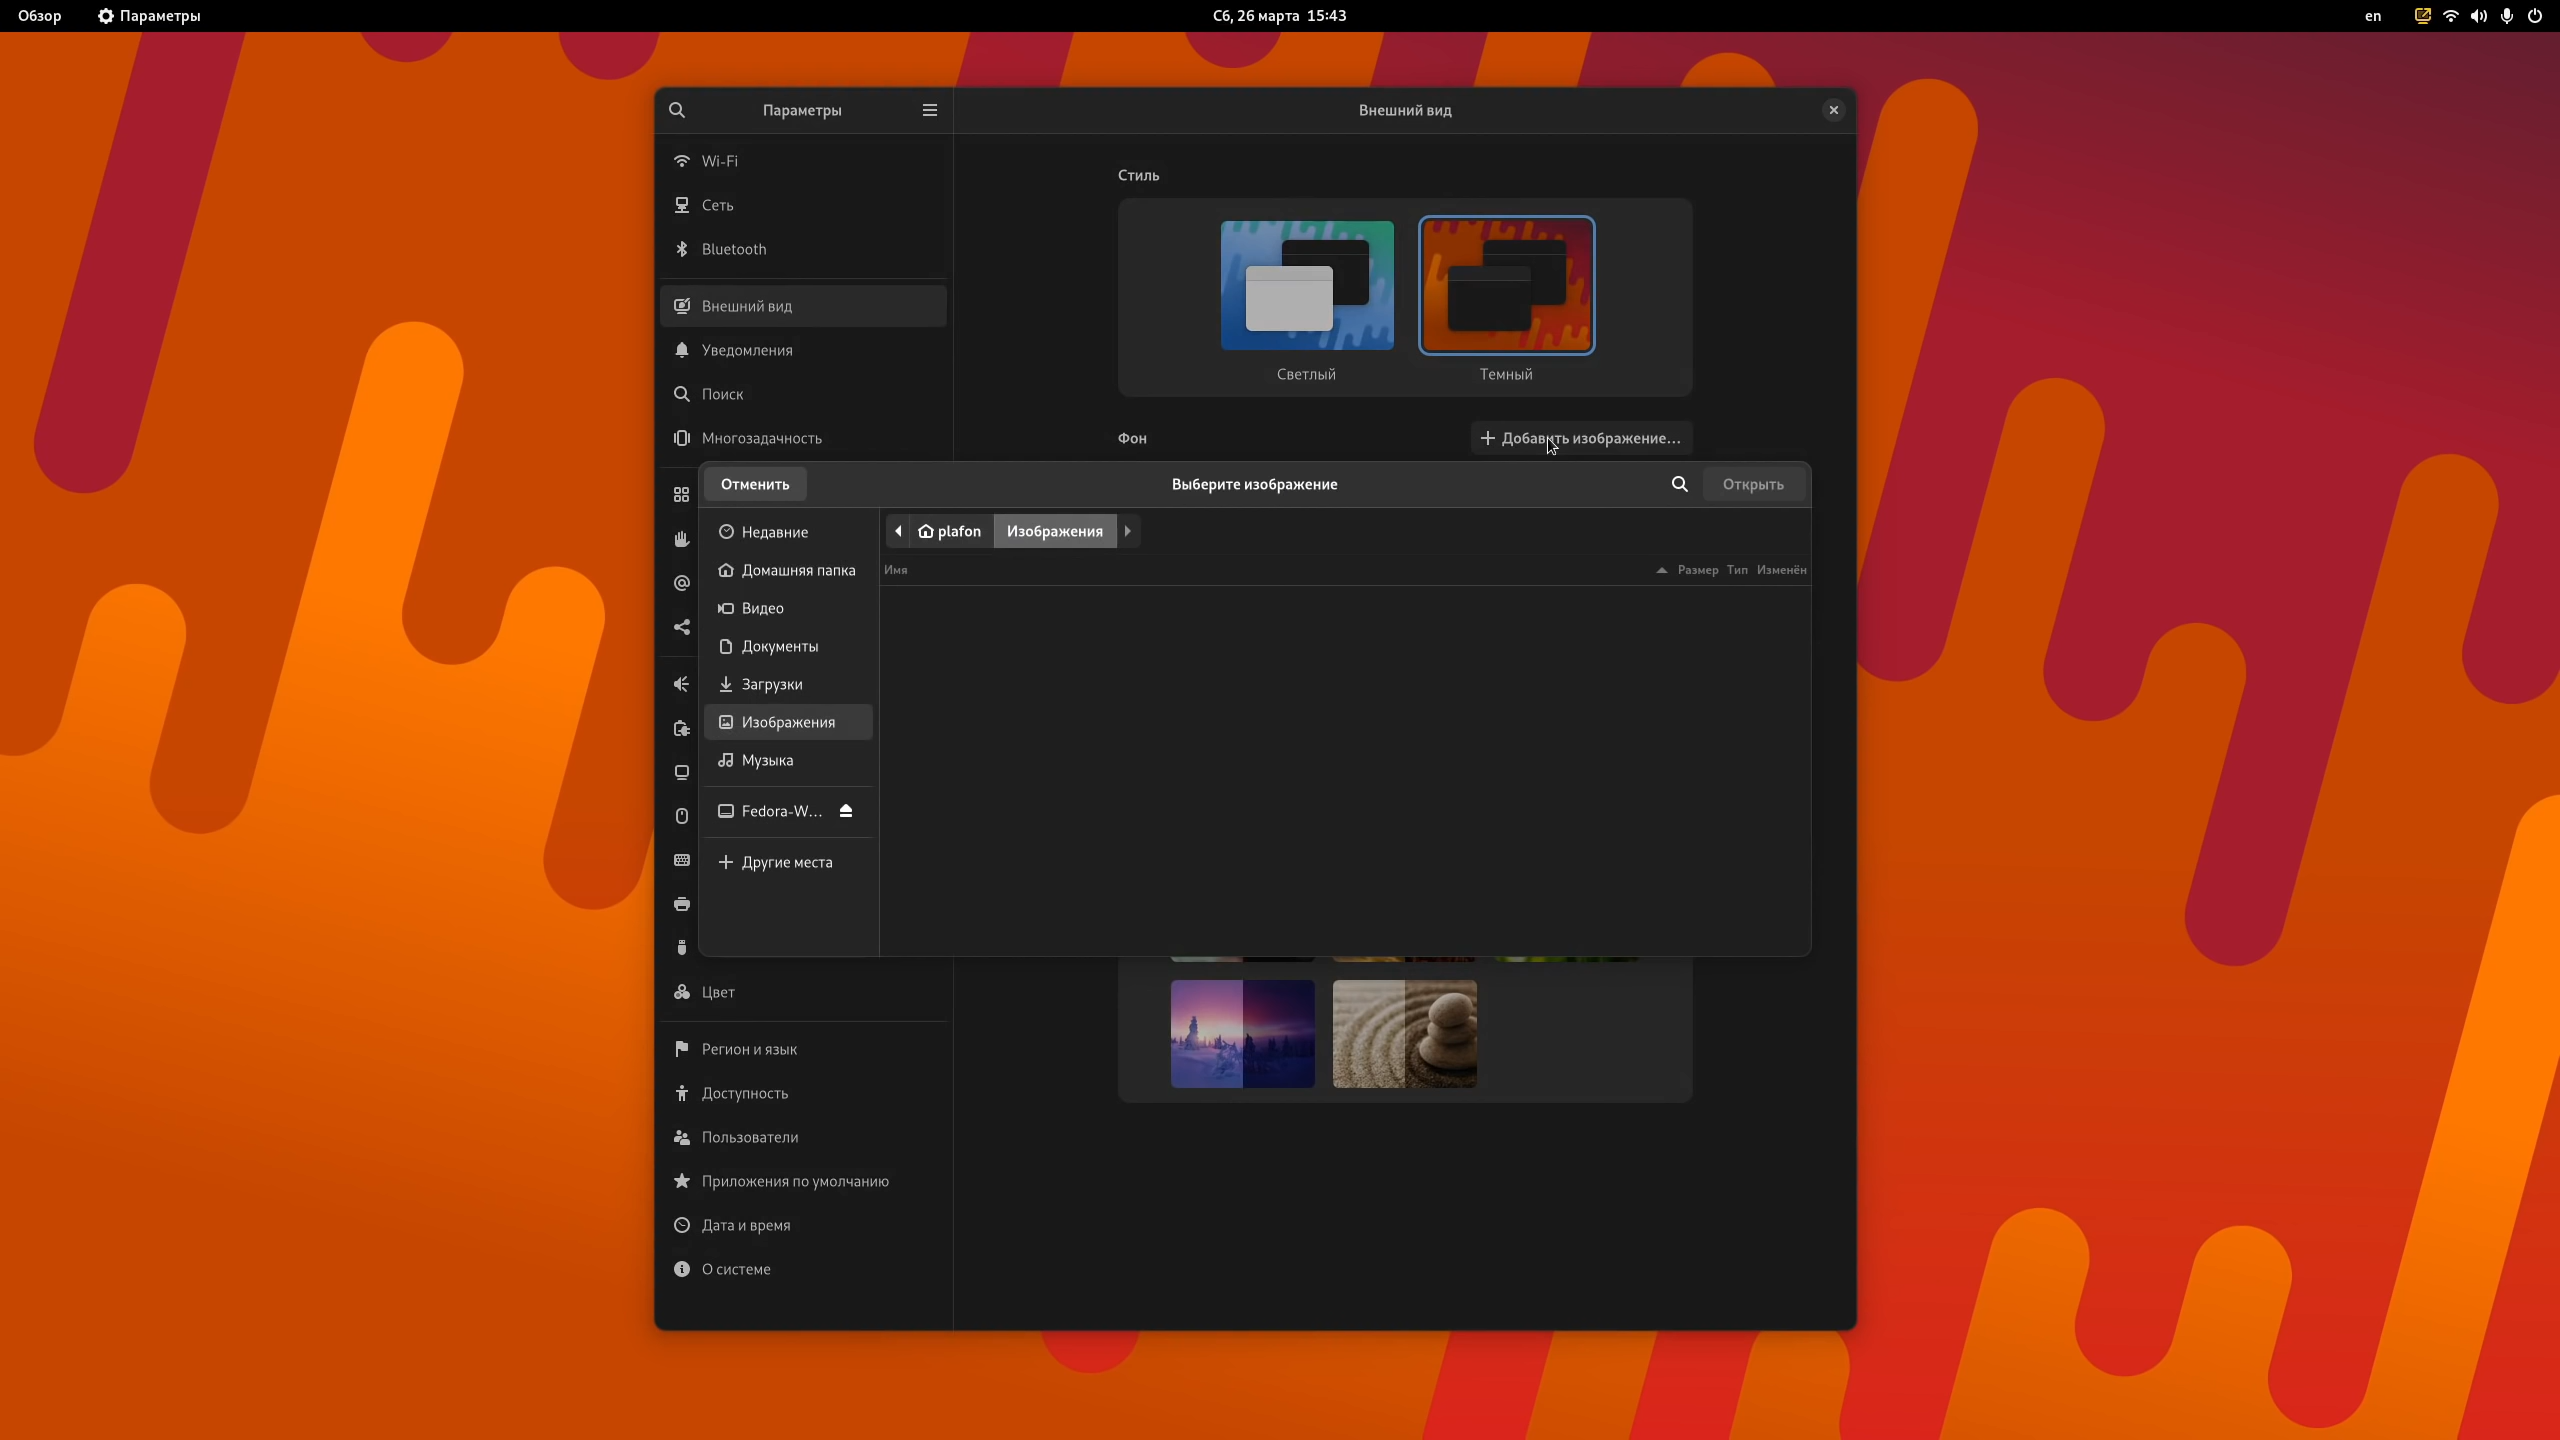 Обзор
Параметры
Сб, 26 марта 15:43
en
Параметры
Внешний вид
Wi-Fi
Сеть
Bluetooth
Внешний вид
Уведомления
Поиск
Многозадачность
Стиль
Светлый
Темный
Фон
Добавить изображение...
Отменить
Выберите изображение
Открыть
Недавние
Домашняя папка
Видео
Документы
Загрузки
Изображения
Музыка
Fedora-W...
Другие места
plafon
Изображения
Имя
Размер
Тип
Изменён
Цвет
Регион и язык
Доступность
Пользователи
Приложения по умолчанию
Дата и время
О системе